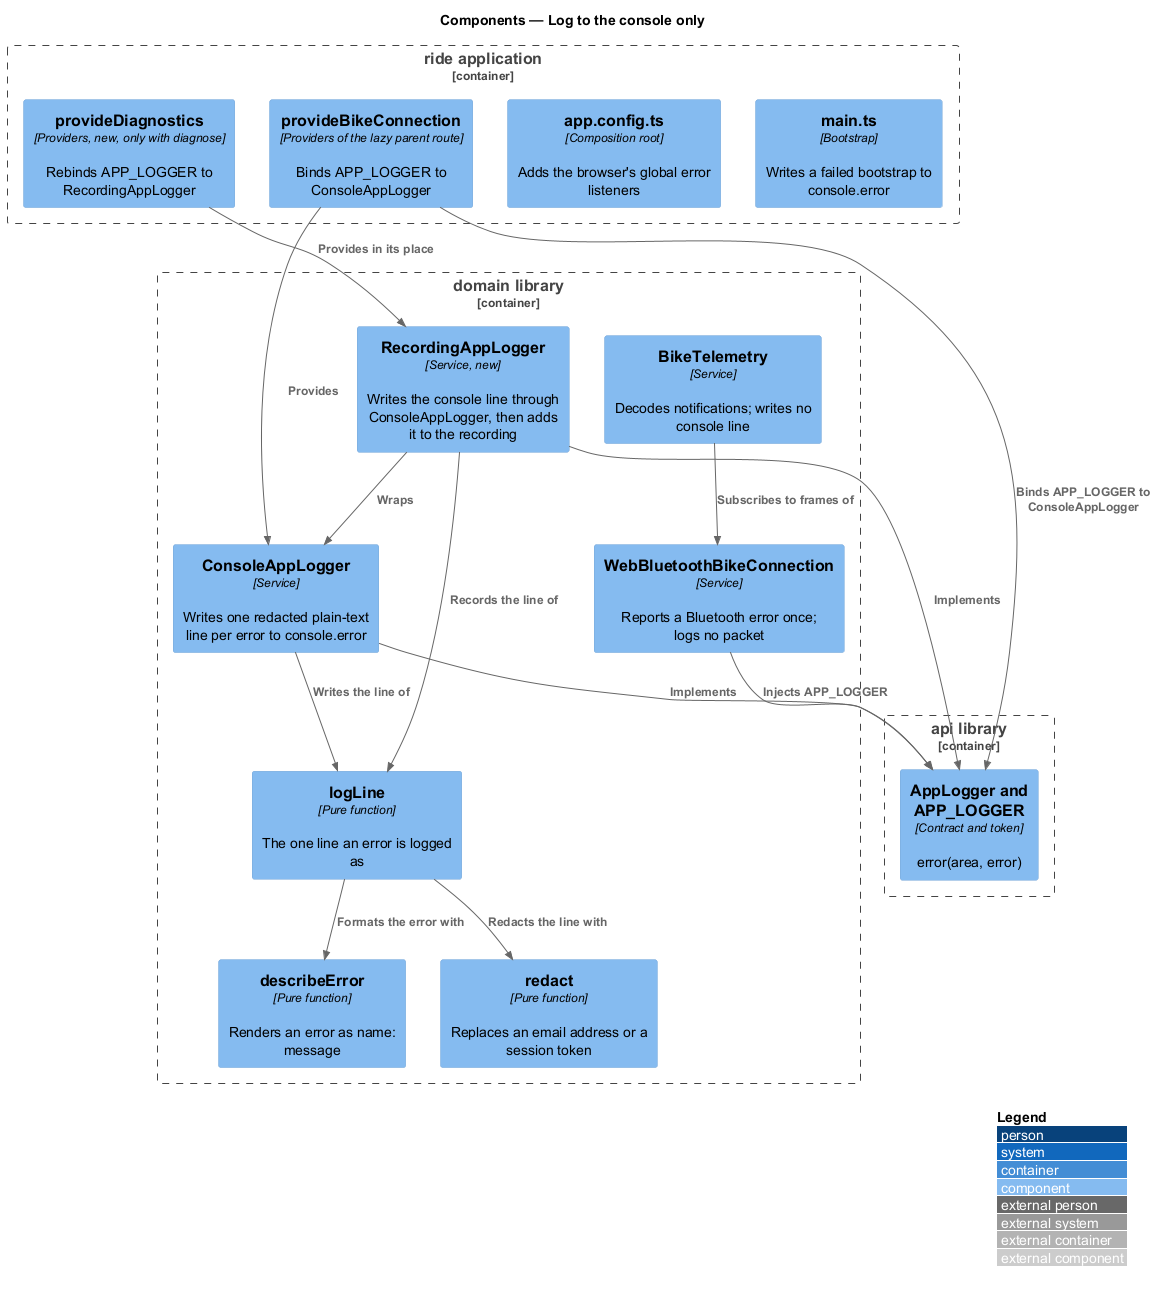 Components — Log to the console only
ride application
[container]
provideDiagnostics
[Providers, new, only with diagnose]
Rebinds APP_LOGGER to
RecordingAppLogger
provideBikeConnection
[Providers of the lazy parent route]
Binds APP_LOGGER to
ConsoleAppLogger
app.config.ts
[Composition root]
Adds the browser's global error
listeners
main.ts
[Bootstrap]
Writes a failed bootstrap to
console.error
Provides in its place
domain library
[container]
RecordingAppLogger
[Service, new]
Writes the console line through
ConsoleAppLogger, then adds
it to the recording
BikeTelemetry
[Service]
Decodes notifications; writes no
console line
Provides
Wraps
Subscribes to frames of
Binds APP_LOGGER to
ConsoleAppLogger
ConsoleAppLogger
[Service]
Writes one redacted plain-text
line per error to console.error
Records the line of
WebBluetoothBikeConnection
[Service]
Reports a Bluetooth error once;
logs no packet
Implements
Writes the line of
Implements
Injects APP_LOGGER
api library
[container]
AppLogger and
APP_LOGGER
[Contract and token]
error(area, error)
logLine
[Pure function]
The one line an error is logged
as
Formats the error with
Redacts the line with
describeError
[Pure function]
Renders an error as name:
message
redact
[Pure function]
Replaces an email address or a
session token
Legend
person
system
container
component
external person
external system
external container
external component